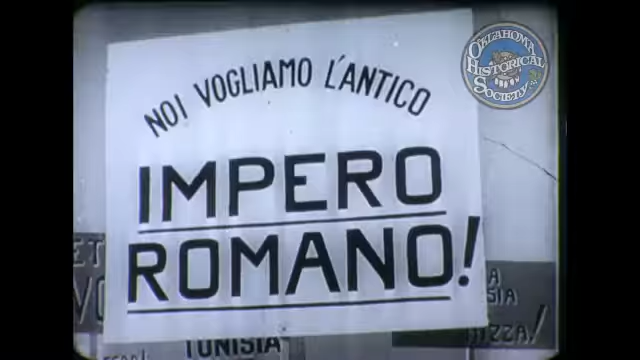 OKLAHOMA
HISTORICAL
SOCIETY
NOI VOGLIAMO L'ANTICO
IMPERO
ROMANO!
TUNISIA